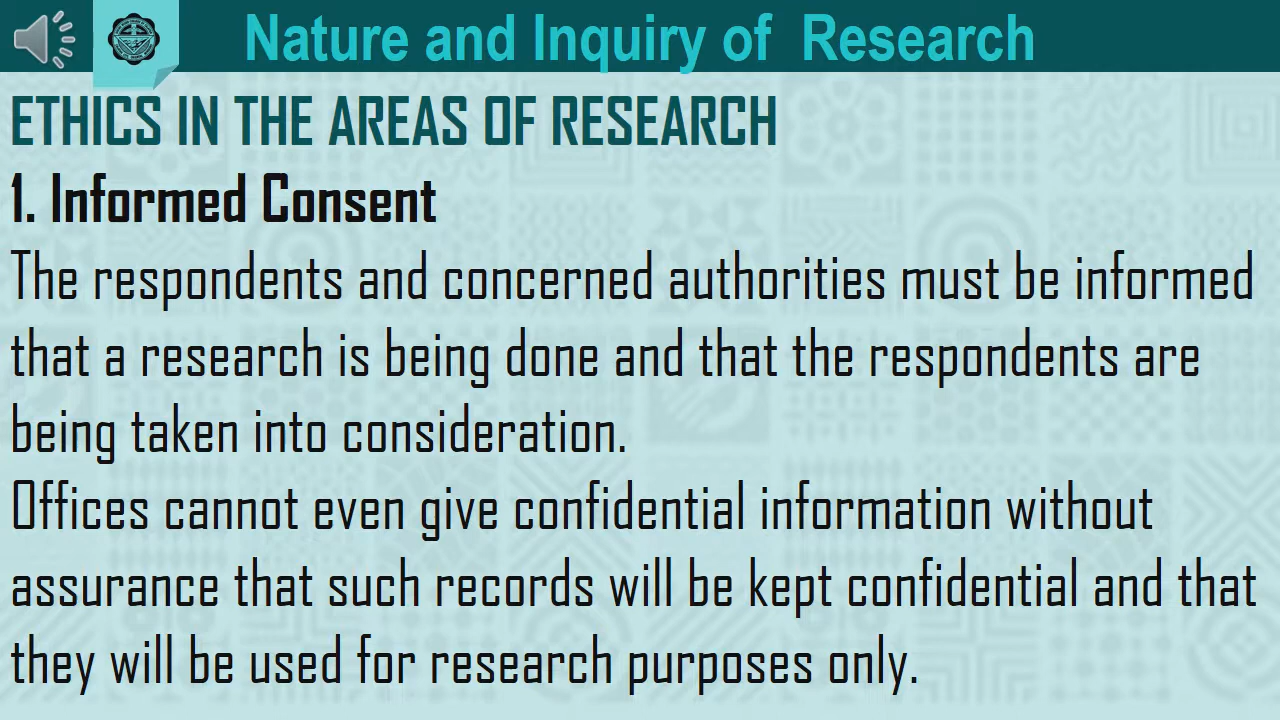 Nature and Inquiry of Research
ETHICS IN THE AREAS OF RESEARCH
1. Informed Consent
The respondents and concerned authorities must be informed
that a research is being done and that the respondents are
being taken into consideration.
Offices cannot even give confidential information without
assurance that such records will be kept confidential and that
they will be used for research purposes only.